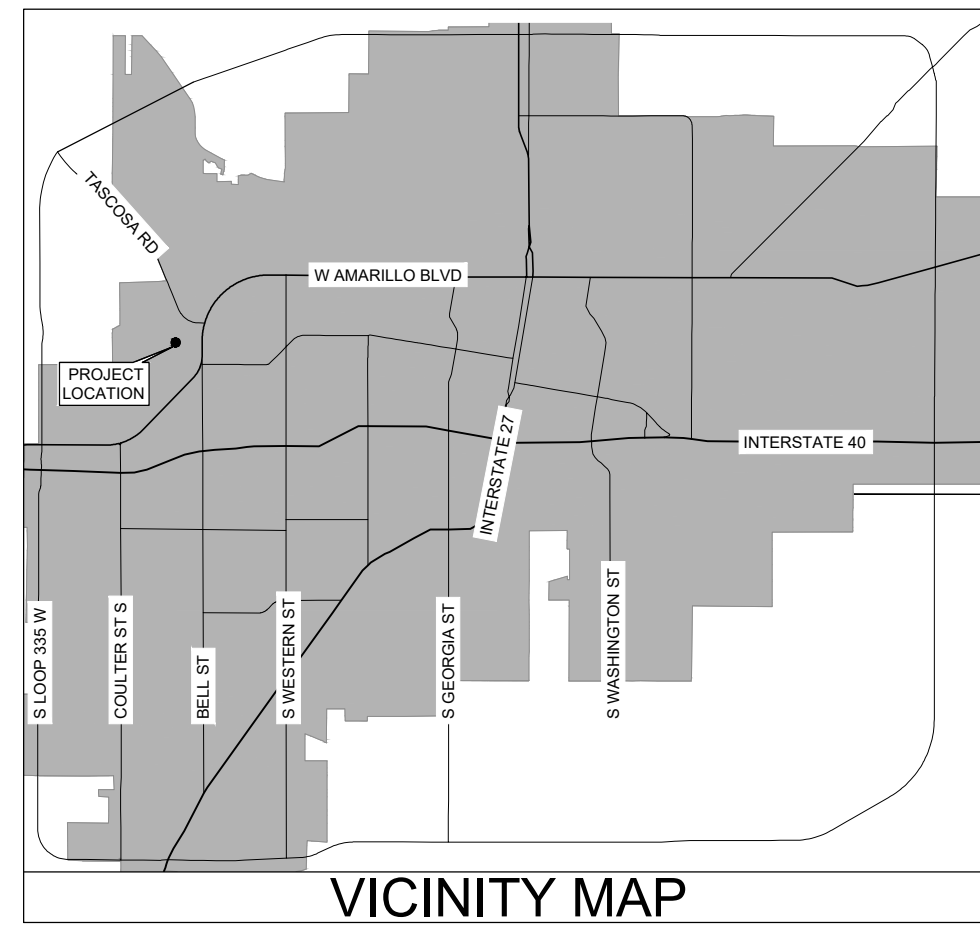 TASCOSA RD
W AMARILLO BLVD
PROJECT
LOCATION
INTERSTATE 27
INTERSTATE 40
S LOOP 335 W
COULTER ST S
BELL ST
S WESTERN ST
S GEORGIA ST
S WASHINGTON ST
VICINITY MAP